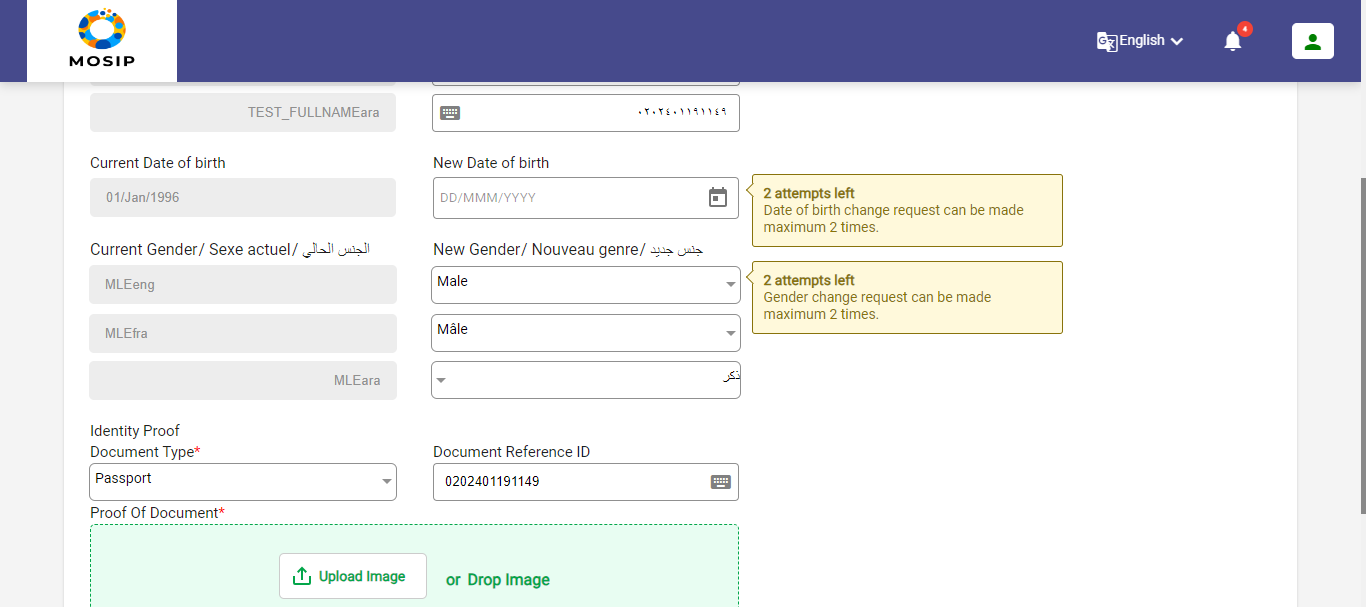 MOSIP
English
4
TEST_FULLNAMEara
٠٢٠٢٤٠١١٩١١٤٩
Current Date of birth
New Date of birth
01/Jan/1996
DD/MMM/YYYY
2 attempts left
Date of birth change request can be made
maximum 2 times.
Current Gender/ Sexe actuel/ الجنس الحالي
New Gender/ Nouveau genre/ جنس جديد
MLEeng
Male
2 attempts left
Gender change request can be made
maximum 2 times.
MLEfra
Mâle
MLEara
ذكر
Identity Proof
Document Type*
Document Reference ID
Passport
0202401191149
Proof Of Document*
Upload Image
or Drop Image